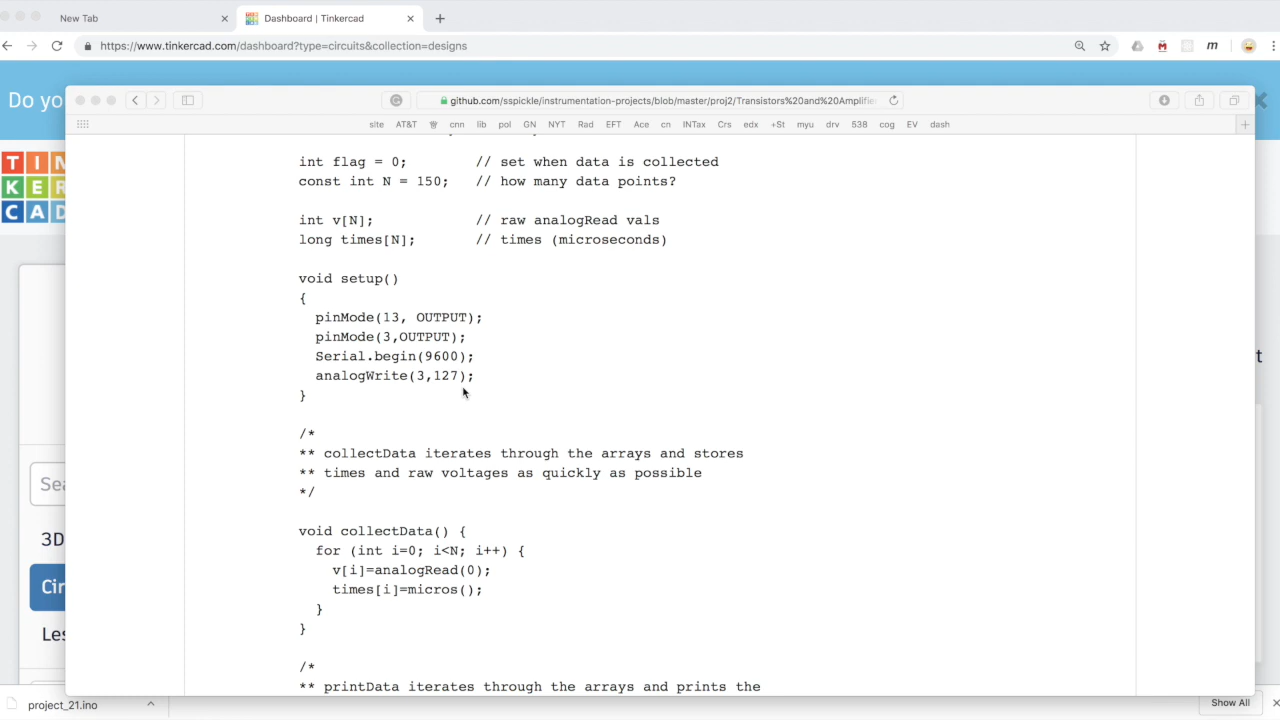 New Tab
Dashboard | Tinkercad
https://www.tinkercad.com/dashboard?type=circuits&collection=designs
m
Do you
github.com/sspickle/instrumentation-projects/blob/master/proj2/Transistors%20and%20Amplifie
site AT&T cnn lib pol GN NYT Rad EFT Ace cn INTax Crs edx +St myu drv 538 cog EV dash
TIN
KER
CAD
int flag = 0; // set when data is collected
const int N = 150; // how many data points?
int v[N]; // raw analogRead vals
long times[N]; // times (microseconds)
void setup()
{
pinMode(13, OUTPUT);
pinMode(3,OUTPUT);
Serial.begin(9600);
analogWrite(3,127);
}
/*
** collectData iterates through the arrays and stores
** times and raw voltages as quickly as possible
*/
void collectData() {
for (int i=0; i<N; i++) {
v[i]=analogRead(0);
times[i]=micros();
}
}
/*
** printData iterates through the arrays and prints the
Sea
3D
Cir
Les
t
project_21.ino
Show All